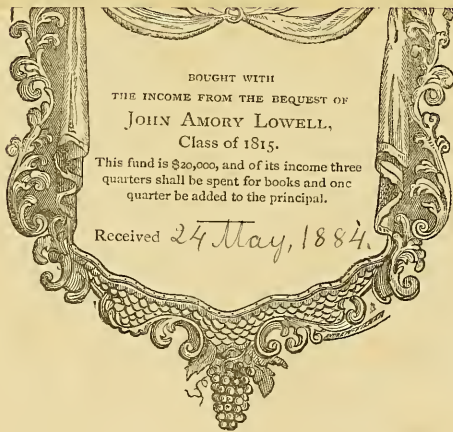 BOUGHT WITH
THE INCOME FROM THE BEQUEST OF
JOHN AMORY LOWELL,
Class of 1815.
This fund is $20,000, and of its income three
quarters shall be spent for books and one
quarter be added to the principal.
Received 24 May, 1884.